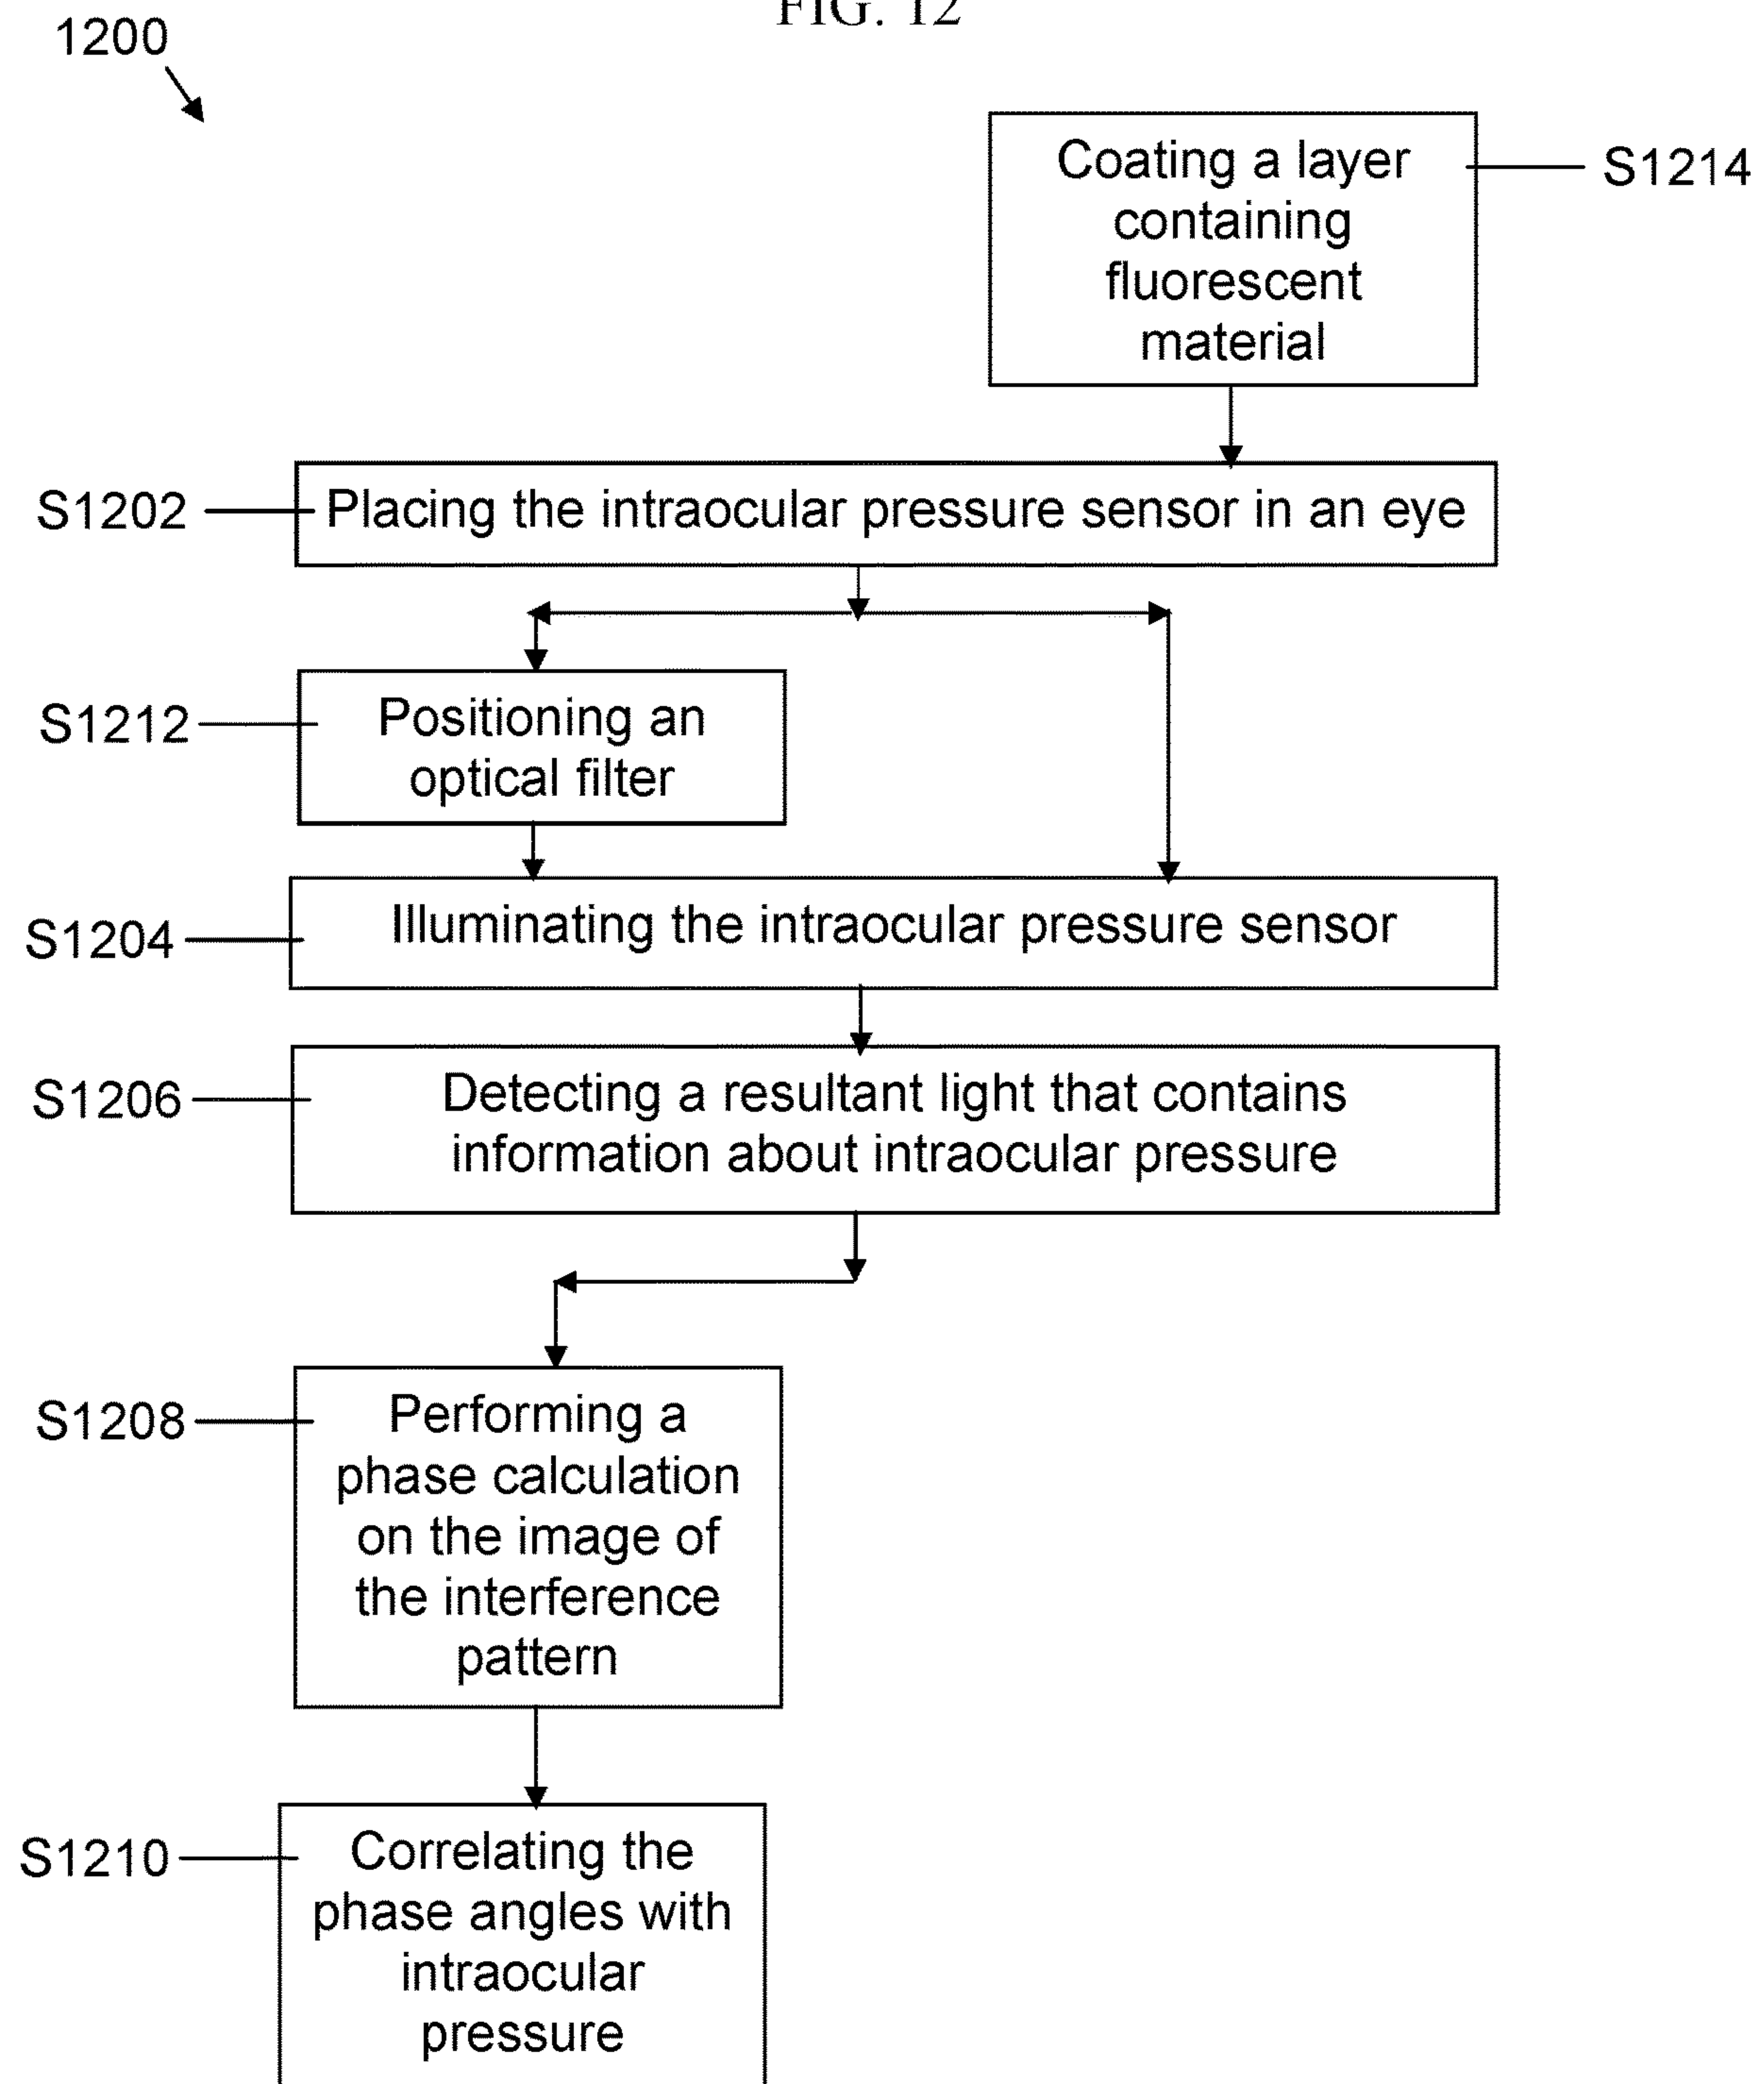 FIG. 12
1200
Coating a layer
containing
fluorescent
material
S1214
S1202
Placing the intraocular pressure sensor in an eye
S1212
Positioning an
optical filter
S1204
Illuminating the intraocular pressure sensor
S1206
Detecting a resultant light that contains
information about intraocular pressure
S1208
Performing a
phase calculation
on the image of
the interference
pattern
S1210
Correlating the
phase angles with
intraocular
pressure